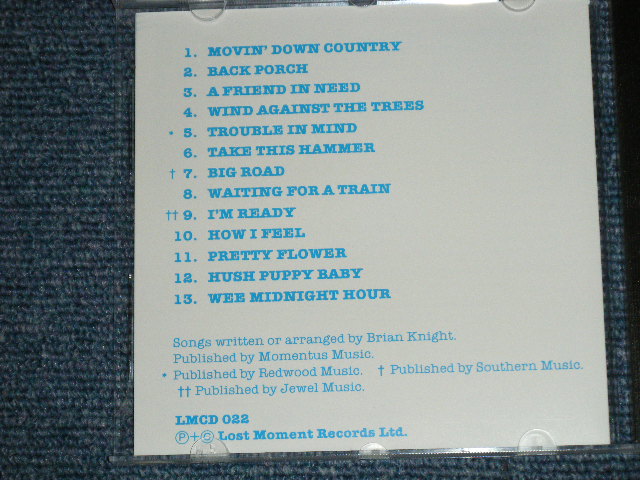 1. MOVIN' DOWN COUNTRY
2. BACK PORCH
3. A FRIEND IN NEED
4. WIND AGAINST THE TREES
* 5. TROUBLE IN MIND
6. TAKE THIS HAMMER
† 7. BIG ROAD
8. WAITING FOR A TRAIN
†† 9. I'M READY
10. HOW I FEEL
11. PRETTY FLOWER
12. HUSH PUPPY BABY
13. WEE MIDNIGHT HOUR
Songs written or arranged by Brian Knight.
Published by Momentus Music.
* Published by Redwood Music. † Published by Southern Music.
†† Published by Jewel Music.
LMCD 022
℗+© Lost Moment Records Ltd.